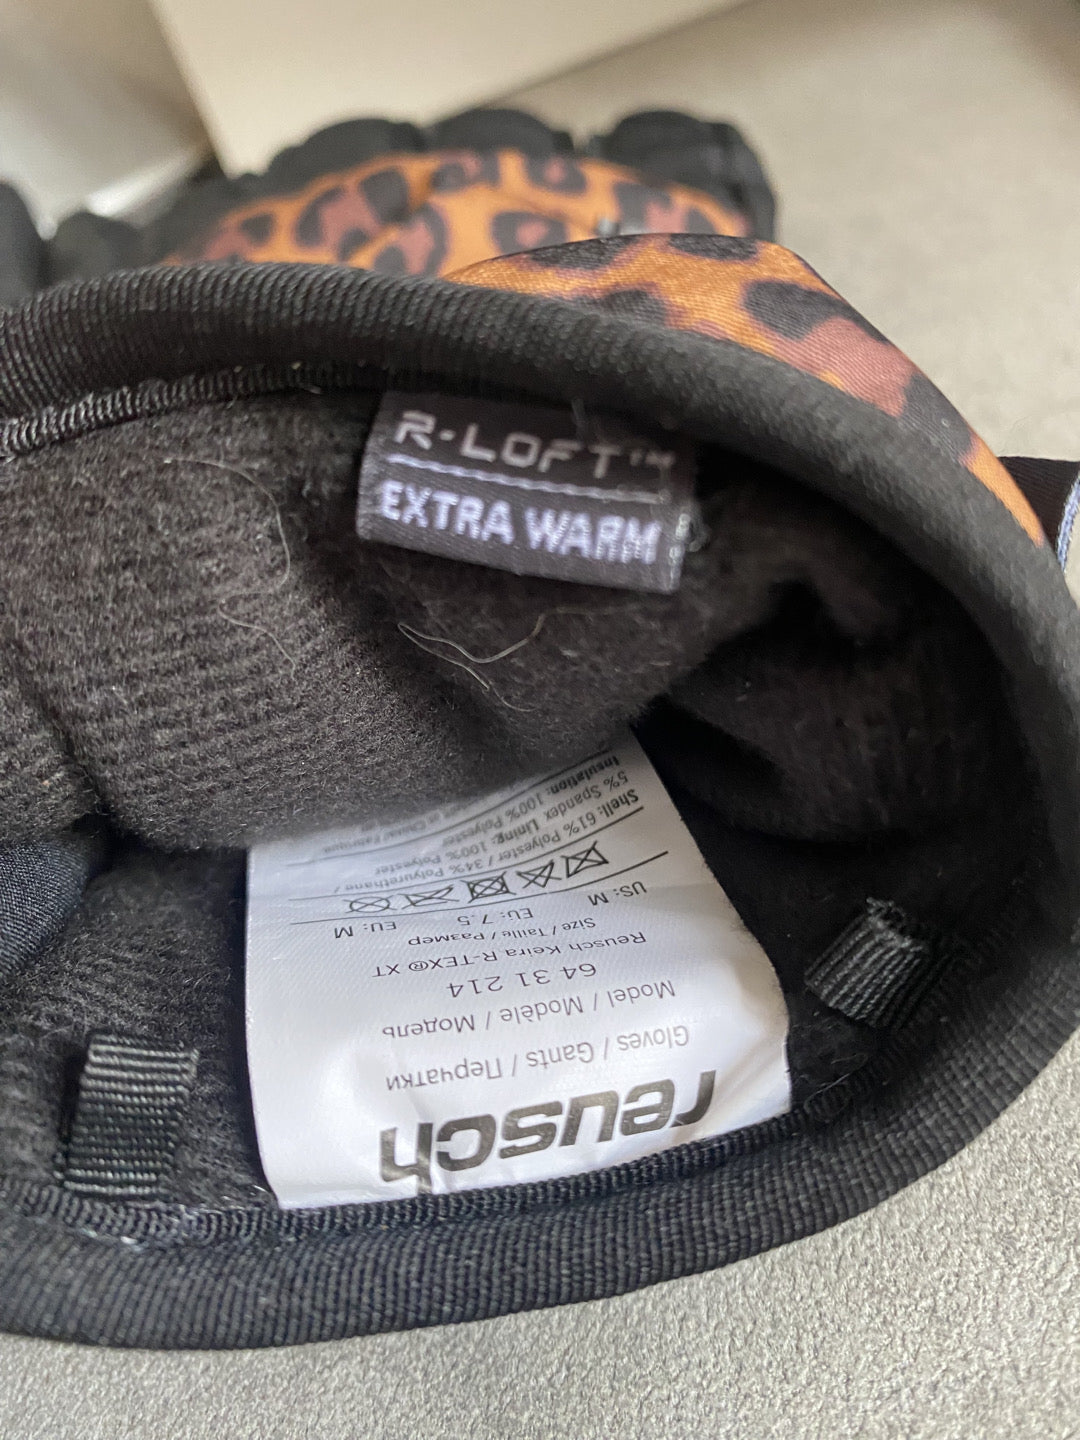 R-LOFT™
EXTRA WARM
reusch
Gloves / Gants / Перчатки
Model / Modèle / Модель
64 31 214
Reusch Keira R-TEX® XT
Size / Taille / Размер
US: M EU: 7.5 EU: M
Shell: 61% Polyester / 34% Polyurethane /
5% Spandex Lining: 100% Polyester
Insulation: 100% Polyester